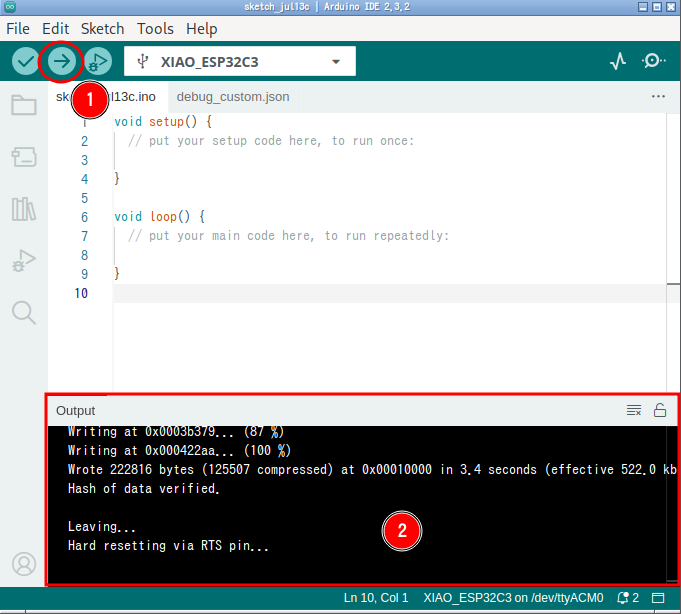 sketch_jul13c | Arduino IDE 2.3.2
File Edit Sketch Tools Help
XIAO_ESP32C3
sk l13c.ino debug_custom.json
1
1 void setup() {
2 // put your setup code here, to run once:
3
4 }
5
6 void loop() {
7 // put your main code here, to run repeatedly:
8
9 }
10
Output
Writing at 0x0003b379... (87 %)
Writing at 0x000422aa... (100 %)
Wrote 222816 bytes (125507 compressed) at 0x00010000 in 3.4 seconds (effective 522.0 kb
Hash of data verified.
Leaving...
2
Hard resetting via RTS pin...
Ln 10, Col 1 XIAO_ESP32C3 on /dev/ttyACM0 2